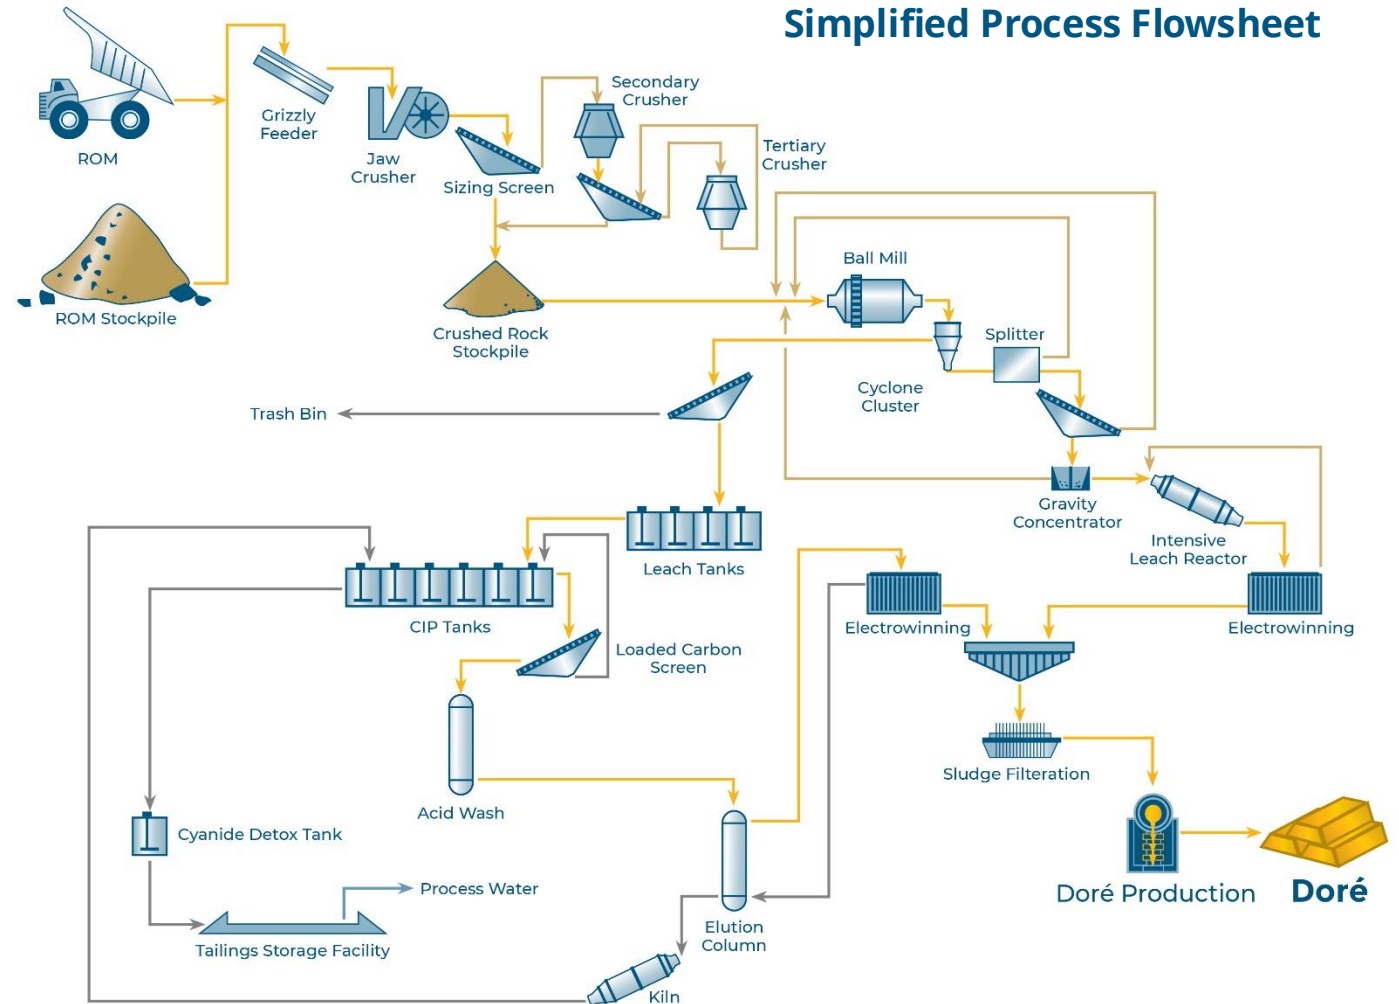 Simplified Process Flowsheet
ROM
Grizzly
Feeder
Jaw
Crusher
Sizing Screen
Secondary
Crusher
Tertiary
Crusher
ROM Stockpile
Crushed Rock
Stockpile
Ball Mill
Cyclone
Cluster
Splitter
Trash Bin
Gravity
Concentrator
Intensive
Leach Reactor
Leach Tanks
CIP Tanks
Loaded Carbon
Screen
Electrowinning
Electrowinning
Sludge Filteration
Acid Wash
Cyanide Detox Tank
Process Water
Tailings Storage Facility
Elution
Column
Kiln
Doré Production
Doré